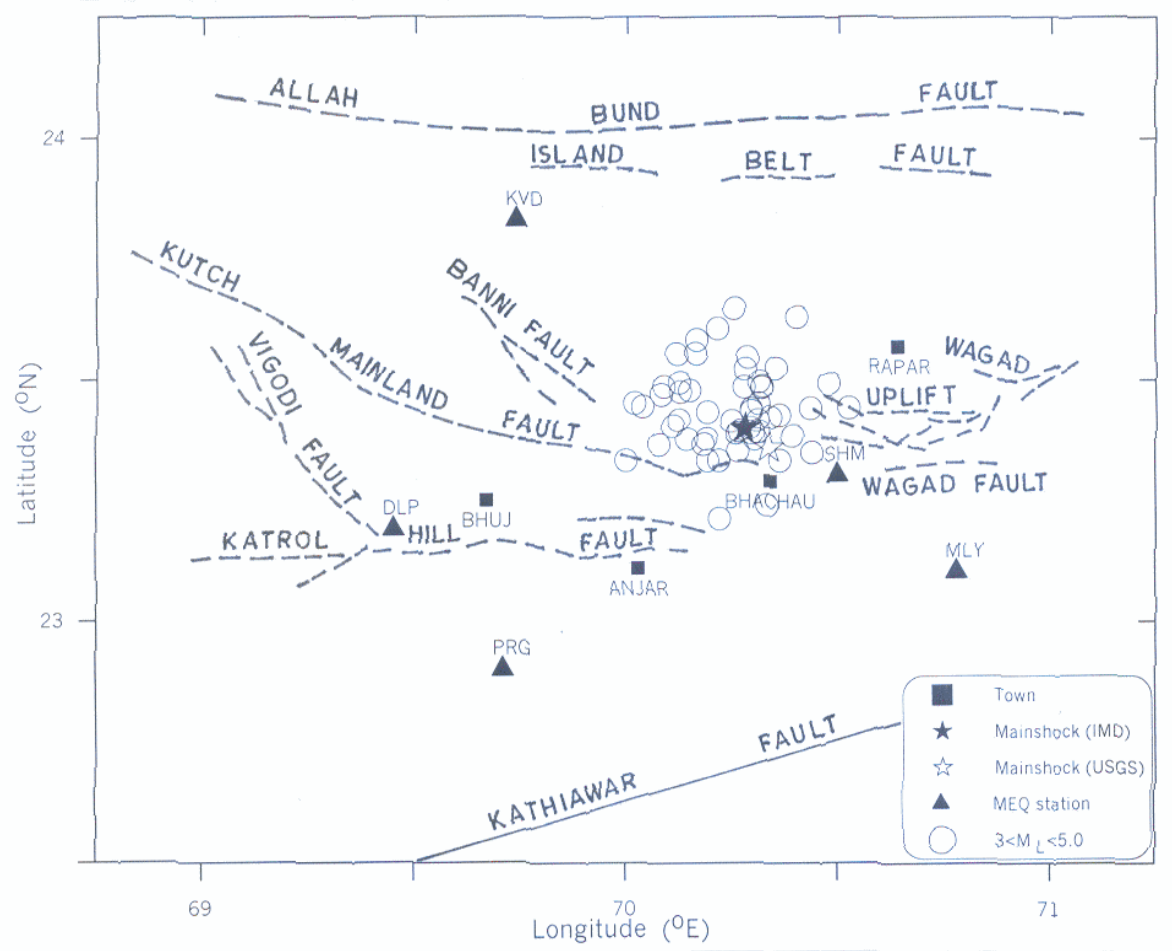 ALLAH BUND FAULT
24
ISLAND BELT FAULT
KVD
KUTCH MAINLAND FAULT
BANNI FAULT
VIGODI FAULT
RAPAR
WAGAD
UPLIFT
SHM
WAGAD FAULT
BHACHAU
DLP
BHUJ
KATROL HILL FAULT
ANJAR
MLY
23
PRG
KATHIAWAR FAULT
Town
Mainshock (IMD)
Mainshock (USGS)
MEQ station
3<M L <5.0
69 70 71
Longitude (°E)
Latitude (°N)